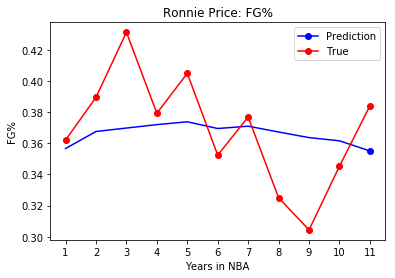 Ronnie Price: FG%
Prediction
True
FG%
0.42
0.40
0.38
0.36
0.34
0.32
0.30
1 2 3 4 5 6 7 8 9 10 11
Years in NBA